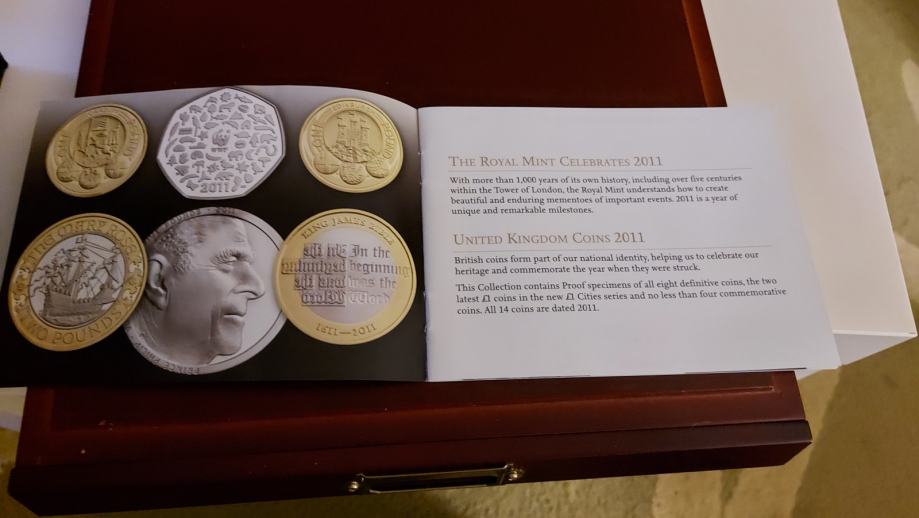 2011
THE MARY ROSE
TWO POUNDS
KING JAMES BIBLE
In the
beginning
was the
Word
1611—2011
THE ROYAL MINT CELEBRATES 2011
With more than 1,000 years of its own history, including over five centuries
within the Tower of London, the Royal Mint understands how to create
beautiful and enduring mementoes of important events. 2011 is a year of
unique and remarkable milestones.
UNITED KINGDOM COINS 2011
British coins form part of our national identity, helping us to celebrate our
heritage and commemorate the year when they were struck.
This Collection contains Proof specimens of all eight definitive coins, the two
latest £1 coins in the new £1 Cities series and no less than four commemorative
coins. All 14 coins are dated 2011.